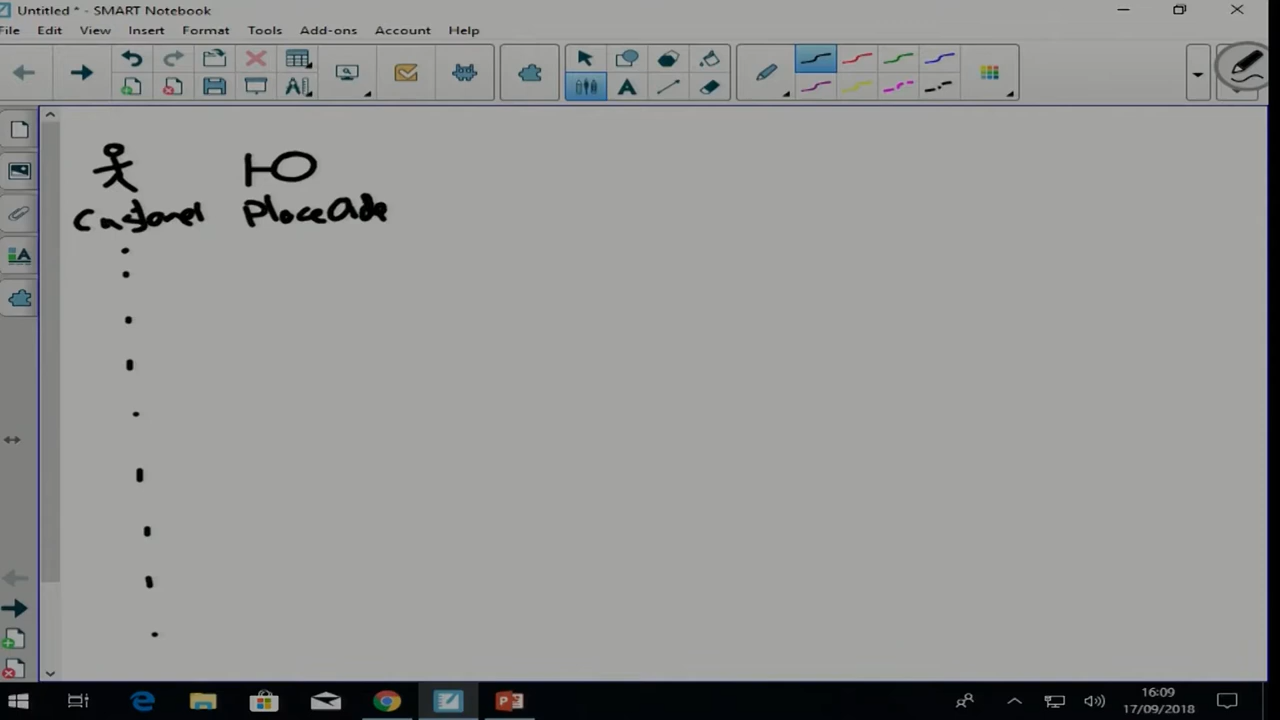 Untitled * - SMART Notebook
File Edit View Insert Format Tools Add-ons Account Help
Customer PlaceOrde
16:09
17/09/2018